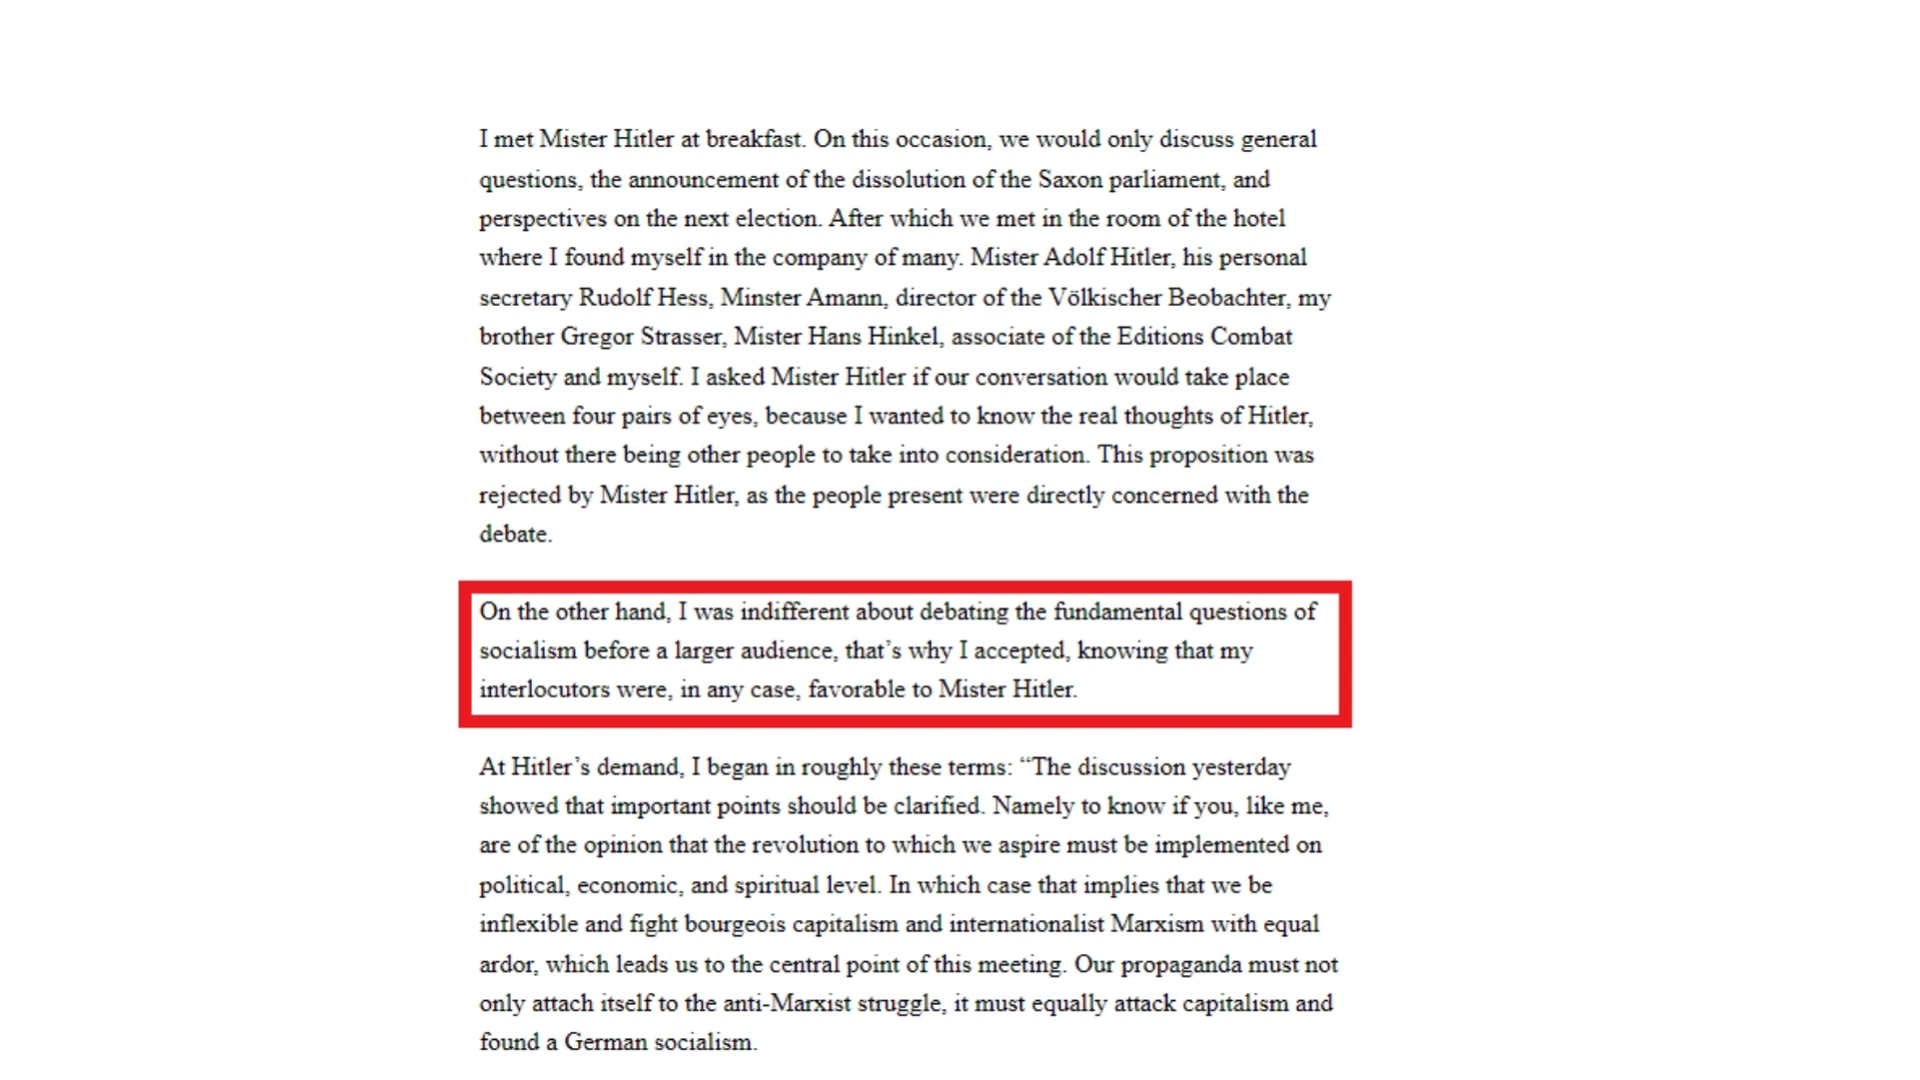 I met Mister Hitler at breakfast. On this occasion, we would only discuss general
questions, the announcement of the dissolution of the Saxon parliament, and
perspectives on the next election. After which we met in the room of the hotel
where I found myself in the company of many. Mister Adolf Hitler, his personal
secretary Rudolf Hess, Minster Amann, director of the Völkischer Beobachter, my
brother Gregor Strasser, Mister Hans Hinkel, associate of the Editions Combat
Society and myself. I asked Mister Hitler if our conversation would take place
between four pairs of eyes, because I wanted to know the real thoughts of Hitler,
without there being other people to take into consideration. This proposition was
rejected by Mister Hitler, as the people present were directly concerned with the
debate.
On the other hand, I was indifferent about debating the fundamental questions of
socialism before a larger audience, that’s why I accepted, knowing that my
interlocutors were, in any case, favorable to Mister Hitler.
At Hitler’s demand, I began in roughly these terms: “The discussion yesterday
showed that important points should be clarified. Namely to know if you, like me,
are of the opinion that the revolution to which we aspire must be implemented on
political, economic, and spiritual level. In which case that implies that we be
inflexible and fight bourgeois capitalism and internationalist Marxism with equal
ardor, which leads us to the central point of this meeting. Our propaganda must not
only attach itself to the anti-Marxist struggle, it must equally attack capitalism and
found a German socialism.